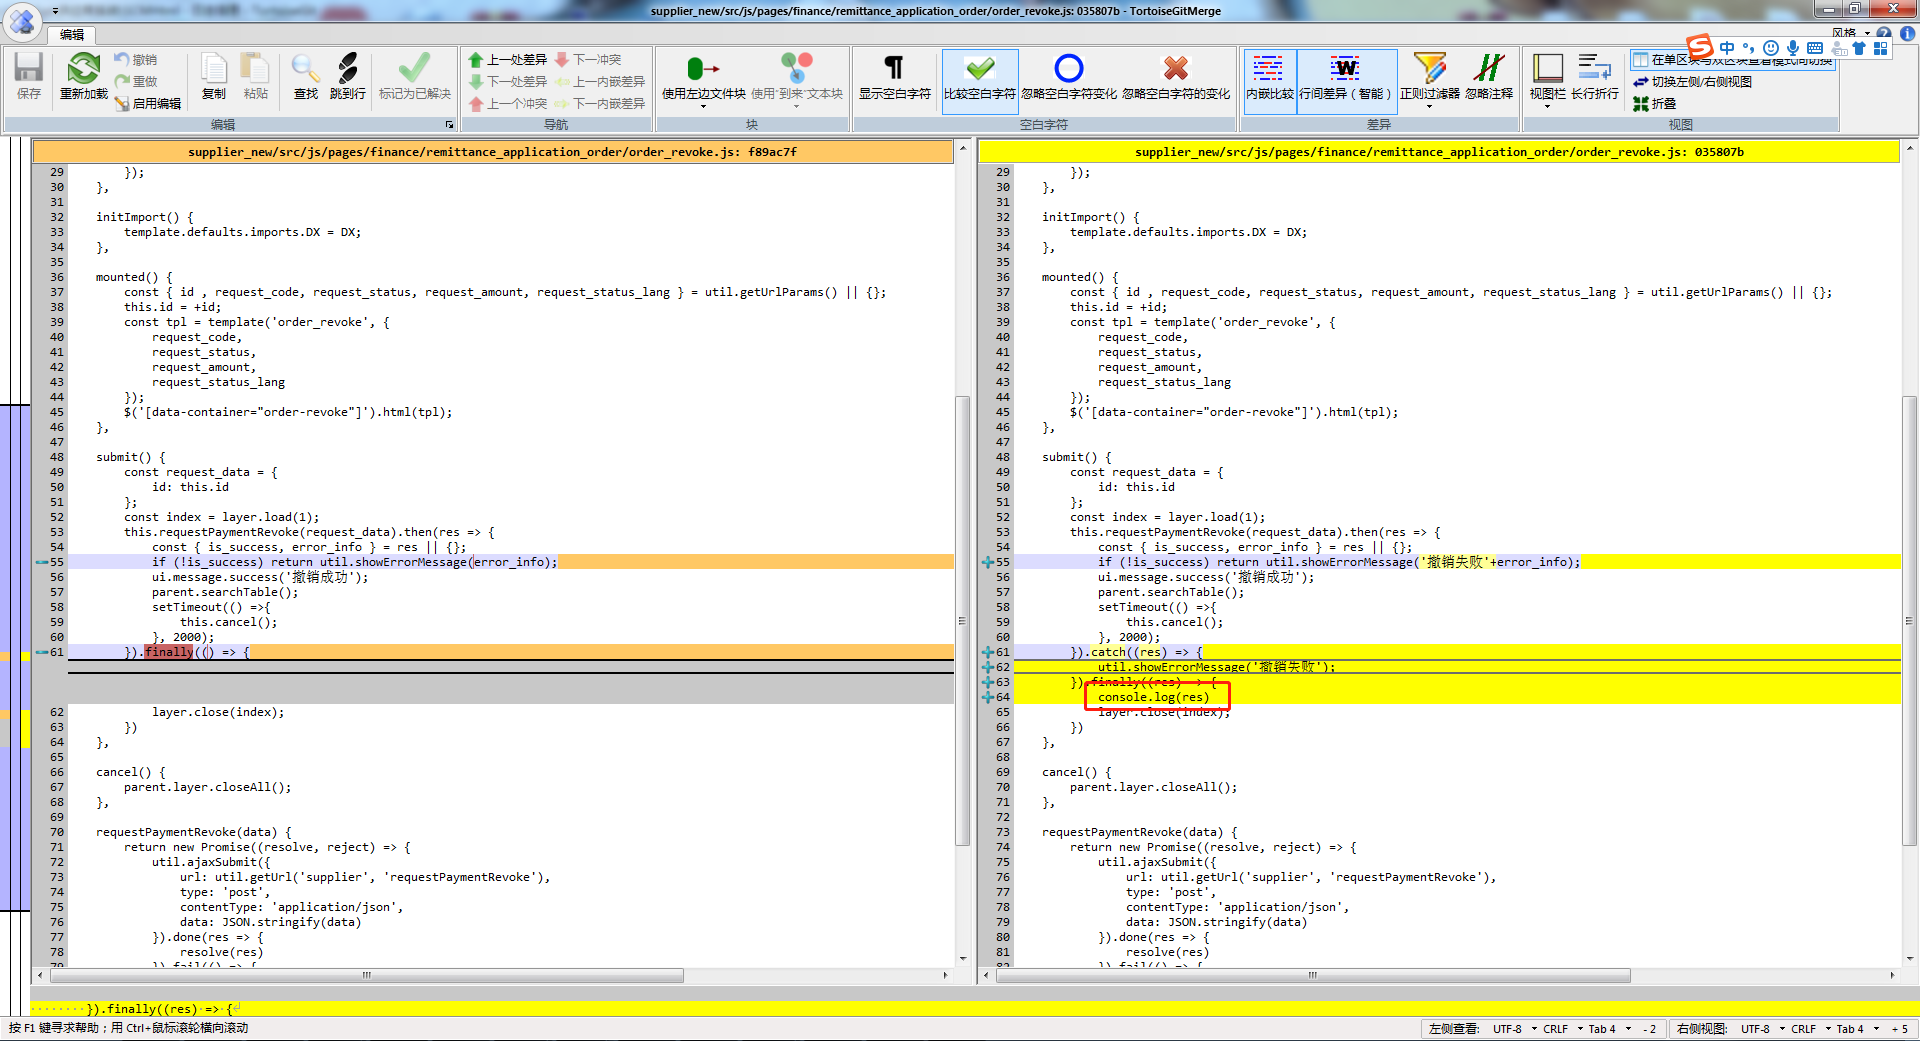 supplier_new/src/js/pages/finance/remittance_application_order/order_revoke.js: 035807b - TortoiseGitMerge
编辑
风格
中
保存
重新加载
撤销
重做
启用编辑
复制
粘贴
查找
跳到行
标记为已解决
编辑
上一处差异
下一处差异
上一个冲突
下一冲突
上一内嵌差异
下一内嵌差异
导航
使用左边文件块
使用"到来"文本块
块
显示空白字符
比较空白字符
忽略空白字符变化
忽略空白字符的变化
空白字符
内嵌比较
行间差异（智能）
正则过滤器
忽略注释
差异
视图栏
长行折行
在单区块与双区块查看模式间切换
切换左侧/右侧视图
折叠
视图
supplier_new/src/js/pages/finance/remittance_application_order/order_revoke.js: f89ac7f
29 });
30 },
31
32 initImport() {
33 template.defaults.imports.DX = DX;
34 },
35
36 mounted() {
37 const { id , request_code, request_status, request_amount, request_status_lang } = util.getUrlParams() || {};
38 this.id = +id;
39 const tpl = template('order_revoke', {
40 request_code,
41 request_status,
42 request_amount,
43 request_status_lang
44 });
45 $('[data-container="order-revoke"]').html(tpl);
46 },
47
48 submit() {
49 const request_data = {
50 id: this.id
51 };
52 const index = layer.load(1);
53 this.requestPaymentRevoke(request_data).then(res => {
54 const { is_success, error_info } = res || {};
55 if (!is_success) return util.showErrorMessage(error_info);
56 ui.message.success('撤销成功');
57 parent.searchTable();
58 setTimeout(() =>{
59 this.cancel();
60 }, 2000);
61 }).finally(() => {
62 layer.close(index);
63 })
64 },
65
66 cancel() {
67 parent.layer.closeAll();
68 },
69
70 requestPaymentRevoke(data) {
71 return new Promise((resolve, reject) => {
72 util.ajaxSubmit({
73 url: util.getUrl('supplier', 'requestPaymentRevoke'),
74 type: 'post',
75 contentType: 'application/json',
76 data: JSON.stringify(data)
77 }).done(res => {
78 resolve(res)
79 }).fail(() => {
supplier_new/src/js/pages/finance/remittance_application_order/order_revoke.js: 035807b
29 });
30 },
31
32 initImport() {
33 template.defaults.imports.DX = DX;
34 },
35
36 mounted() {
37 const { id , request_code, request_status, request_amount, request_status_lang } = util.getUrlParams() || {};
38 this.id = +id;
39 const tpl = template('order_revoke', {
40 request_code,
41 request_status,
42 request_amount,
43 request_status_lang
44 });
45 $('[data-container="order-revoke"]').html(tpl);
46 },
47
48 submit() {
49 const request_data = {
50 id: this.id
51 };
52 const index = layer.load(1);
53 this.requestPaymentRevoke(request_data).then(res => {
54 const { is_success, error_info } = res || {};
55 if (!is_success) return util.showErrorMessage('撤销失败'+error_info);
56 ui.message.success('撤销成功');
57 parent.searchTable();
58 setTimeout(() =>{
59 this.cancel();
60 }, 2000);
61 }).catch((res) => {
62 util.showErrorMessage('撤销失败');
63 }).finally((res) => {
64 console.log(res)
65 layer.close(index);
66 })
67 },
68
69 cancel() {
70 parent.layer.closeAll();
71 },
72
73 requestPaymentRevoke(data) {
74 return new Promise((resolve, reject) => {
75 util.ajaxSubmit({
76 url: util.getUrl('supplier', 'requestPaymentRevoke'),
77 type: 'post',
78 contentType: 'application/json',
79 data: JSON.stringify(data)
80 }).done(res => {
81 resolve(res)
82 }).fail(() => {
}).finally((res) => {
按 F1 键寻求帮助；用 Ctrl+鼠标滚轮横向滚动
左侧查看: UTF-8 CRLF Tab 4 - 2
右侧视图: UTF-8 CRLF Tab 4 + 5